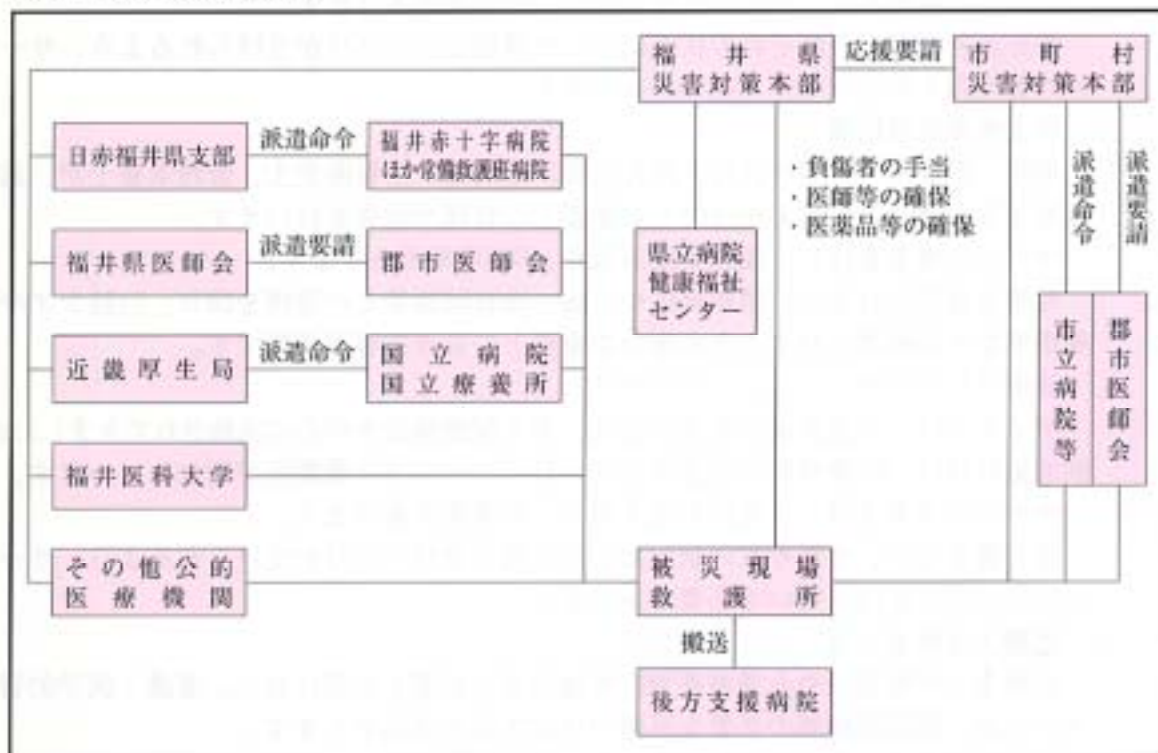 福井県
災害対策本部
応援要請
市町村
災害対策本部
日赤福井県支部
派遣命令
福井赤十字病院
ほか常備救護班病院
・負傷者の手当
・医師等の確保
・医薬品等の確保
派遣命令
派遣要請
福井県医師会
派遣要請
郡市医師会
県立病院
健康福祉
センター
近畿厚生局
派遣命令
国立病院
国立療養所
市立病院等
郡市医師会
福井医科大学
その他公的
医療機関
被災現場
救護所
搬送
後方支援病院